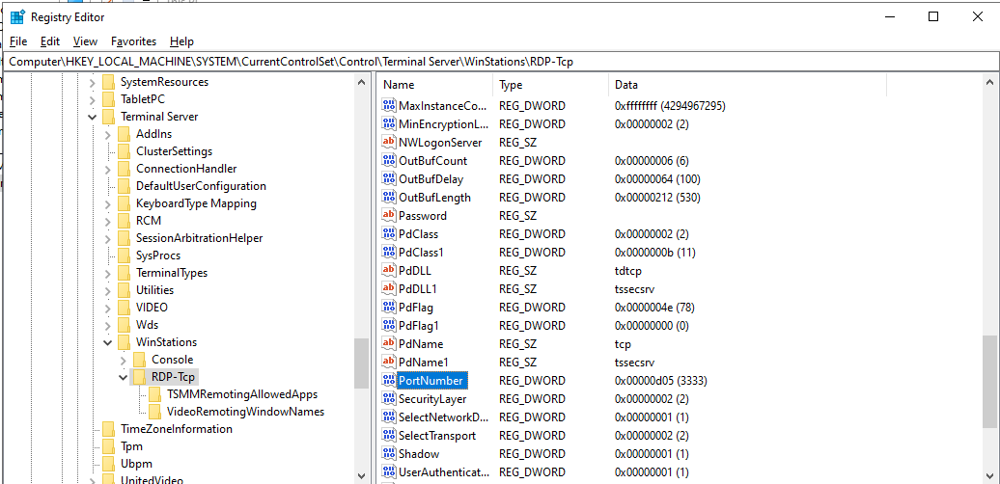 Registry Editor
File Edit View Favorites Help
Computer\HKEY_LOCAL_MACHINE\SYSTEM\CurrentControlSet\Control\Terminal Server\WinStations\RDP-Tcp
SystemResources
TabletPC
Terminal Server
AddIns
ClusterSettings
ConnectionHandler
DefaultUserConfiguration
KeyboardType Mapping
RCM
SessionArbitrationHelper
SysProcs
TerminalTypes
Utilities
VIDEO
Wds
WinStations
Console
RDP-Tcp
TSMMRemotingAllowedApps
VideoRemotingWindowNames
TimeZoneInformation
Tpm
Ubpm
UnitedVideo
Name Type Data
MaxInstanceCo... REG_DWORD 0xffffffff (4294967295)
MinEncryptionL... REG_DWORD 0x00000002 (2)
NWLogonServer REG_SZ
OutBufCount REG_DWORD 0x00000006 (6)
OutBufDelay REG_DWORD 0x00000064 (100)
OutBufLength REG_DWORD 0x00000212 (530)
Password REG_SZ
PdClass REG_DWORD 0x00000002 (2)
PdClass1 REG_DWORD 0x0000000b (11)
PdDLL REG_SZ tdtcp
PdDLL1 REG_SZ tssecsrv
PdFlag REG_DWORD 0x0000004e (78)
PdFlag1 REG_DWORD 0x00000000 (0)
PdName REG_SZ tcp
PdName1 REG_SZ tssecsrv
PortNumber REG_DWORD 0x00000d05 (3333)
SecurityLayer REG_DWORD 0x00000002 (2)
SelectNetworkD... REG_DWORD 0x00000001 (1)
SelectTransport REG_DWORD 0x00000002 (2)
Shadow REG_DWORD 0x00000001 (1)
UserAuthenticat... REG_DWORD 0x00000001 (1)